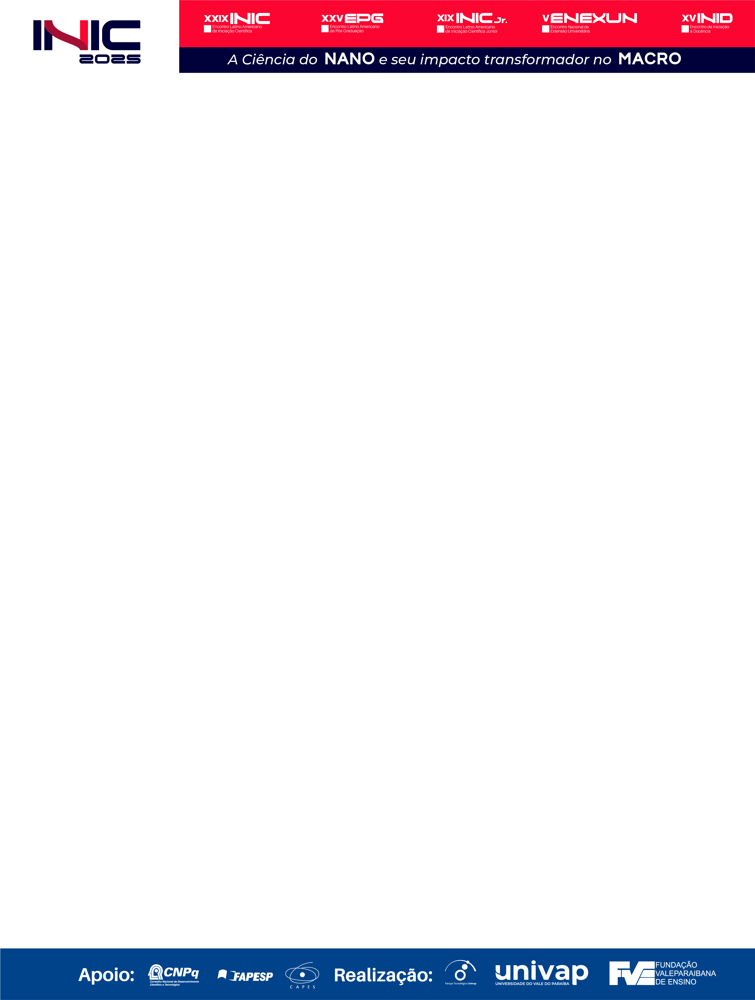 INIC
2025
XXIX INIC
Encontro Latino Americano
de Iniciação Científica
XXV EPG
Encontro Latino Americano
de Pós-Graduação
XIX INIC Jr.
Encontro Latino Americano
de Iniciação Científica Júnior
V ENEXUN
Encontro Nacional de
Extensão Universitária
XV INID
Encontro de Iniciação
à Docência
A Ciência do NANO e seu impacto transformador no MACRO
Apoio:
CNPq
Conselho Nacional de Desenvolvimento
Científico e Tecnológico
FAPESP
CAPES
Realização:
Parque Tecnológico Univap
univap
UNIVERSIDADE DO VALE DO PARAÍBA
FVE
FUNDAÇÃO
VALEPARAIBANA
DE ENSINO